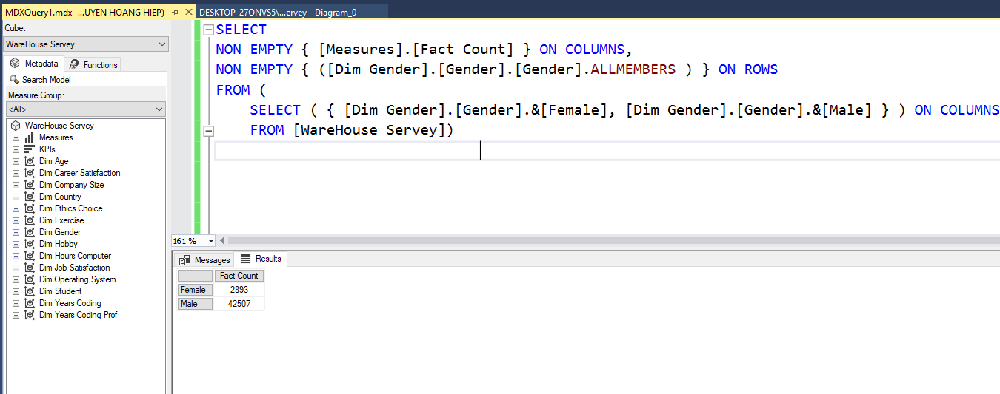 MDXQuery1.mdx -...UYEN HOANG HIEP)
DESKTOP-27ONVS5\...ervey - Diagram_0
Cube:
WareHouse Servey
Metadata
Functions
Search Model
Measure Group:
<All>
WareHouse Servey
Measures
KPIs
Dim Age
Dim Career Satisfaction
Dim Company Size
Dim Country
Dim Ethics Choice
Dim Exercise
Dim Gender
Dim Hobby
Dim Hours Computer
Dim Job Satisfaction
Dim Operating System
Dim Student
Dim Years Coding
Dim Years Coding Prof
SELECT
NON EMPTY { [Measures].[Fact Count] } ON COLUMNS,
NON EMPTY { ([Dim Gender].[Gender].[Gender].ALLMEMBERS ) } ON ROWS
FROM (
SELECT ( { [Dim Gender].[Gender].&[Female], [Dim Gender].[Gender].&[Male] } ) ON COLUMNS
FROM [WareHouse Servey])
161 %
Messages
Results
Fact Count
Female 2893
Male 42507